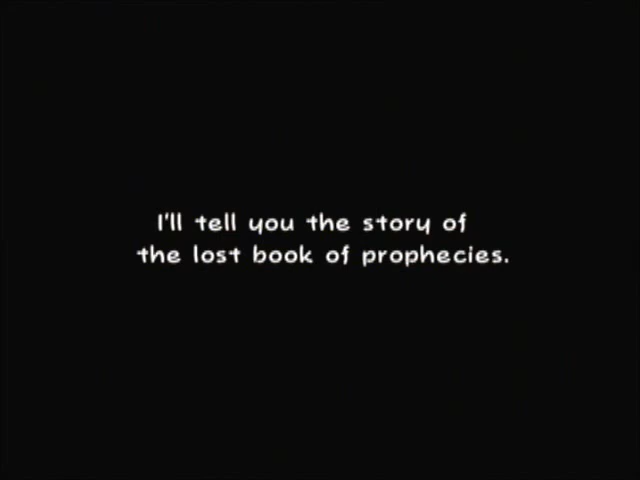 I'll tell you the story of
the lost book of prophecies.